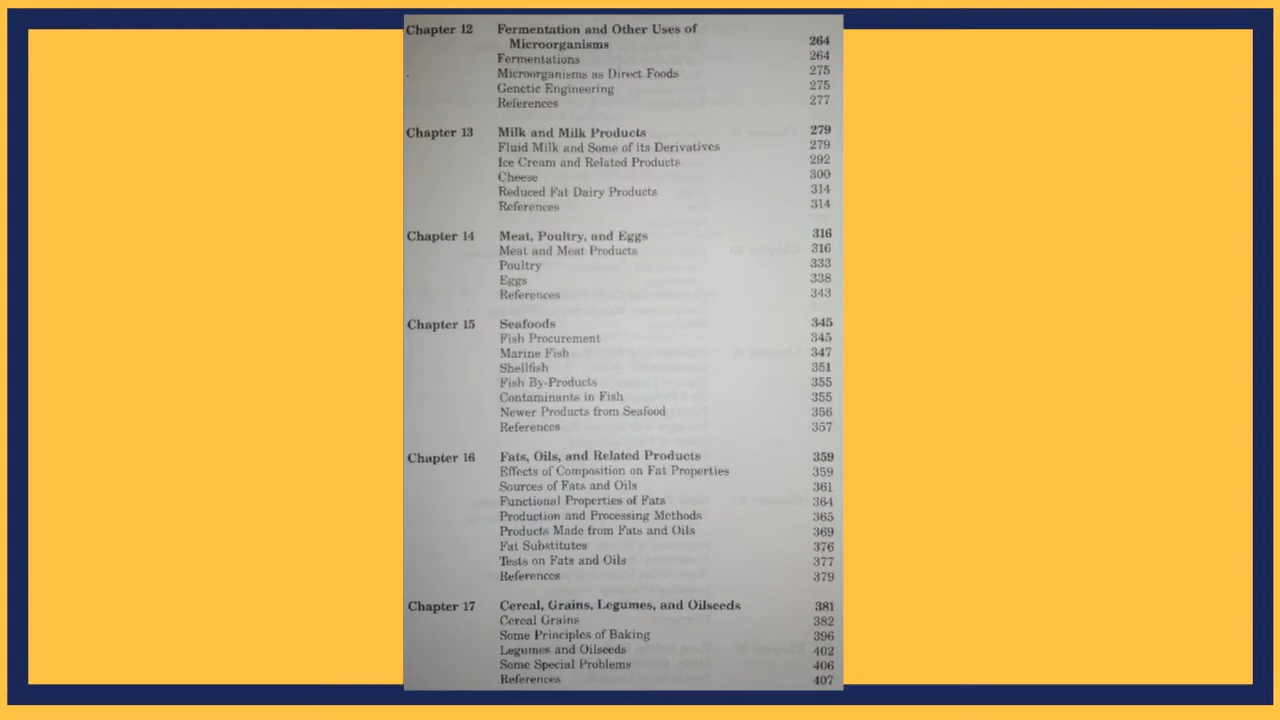 Chapter 12 Fermentation and Other Uses of
Microorganisms 264
Fermentations 264
Microorganisms as Direct Foods 275
Genetic Engineering 275
References 277
Chapter 13 Milk and Milk Products 279
Fluid Milk and Some of its Derivatives 279
Ice Cream and Related Products 292
Cheese 300
Reduced Fat Dairy Products 314
References 314
Chapter 14 Meat, Poultry, and Eggs 316
Meat and Meat Products 316
Poultry 333
Eggs 338
References 343
Chapter 15 Seafoods 345
Fish Procurement 345
Marine Fish 347
Shellfish 351
Fish By-Products 355
Contaminants in Fish 355
Newer Products from Seafood 356
References 357
Chapter 16 Fats, Oils, and Related Products 359
Effects of Composition on Fat Properties 359
Sources of Fats and Oils 361
Functional Properties of Fats 364
Production and Processing Methods 365
Products Made from Fats and Oils 369
Fat Substitutes 376
Tests on Fats and Oils 377
References 379
Chapter 17 Cereal, Grains, Legumes, and Oilseeds 381
Cereal Grains 382
Some Principles of Baking 396
Legumes and Oilseeds 402
Some Special Problems 406
References 407